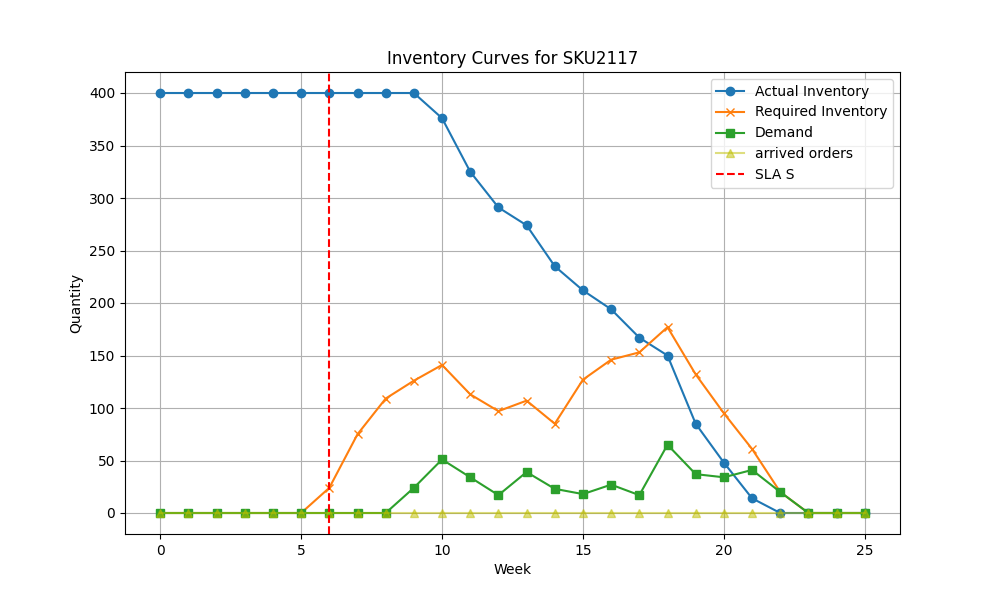 Inventory Curves for SKU2117
Actual Inventory
Required Inventory
Demand
arrived orders
SLA S
Quantity
400
350
300
250
200
150
100
50
0
0 5 10 15 20 25
Week